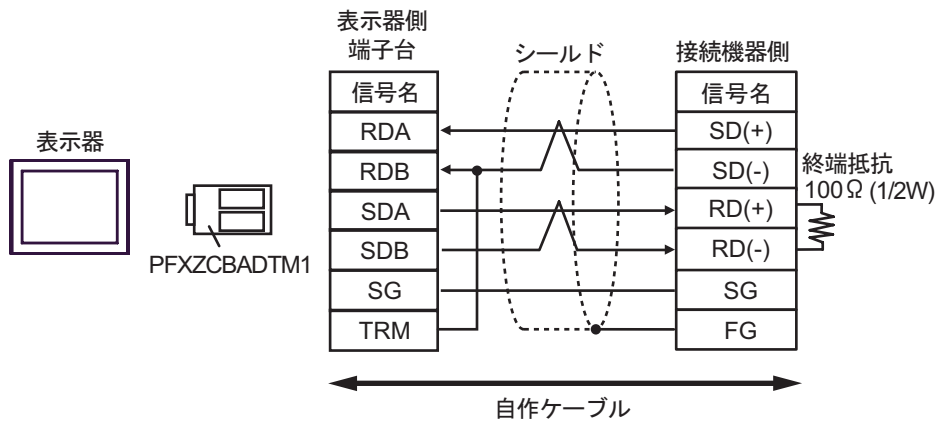 表示器側
端子台
シールド
接続機器側
信号名
信号名
RDA
SD(+)
表示器
RDB
SD(-)
終端抵抗
100Ω (1/2W)
SDA
RD(+)
SDB
RD(-)
PFXZCBADTM1
SG
SG
TRM
FG
自作ケーブル